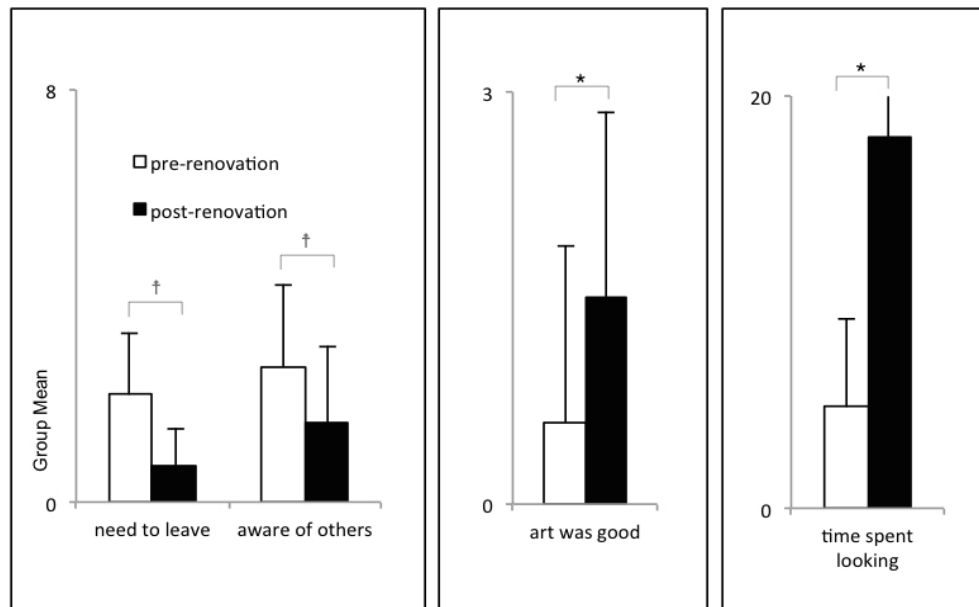 8
pre-renovation
post-renovation
†
†
Group Mean
0
need to leave
aware of others
3
*
0
art was good
20
*
0
time spent
looking